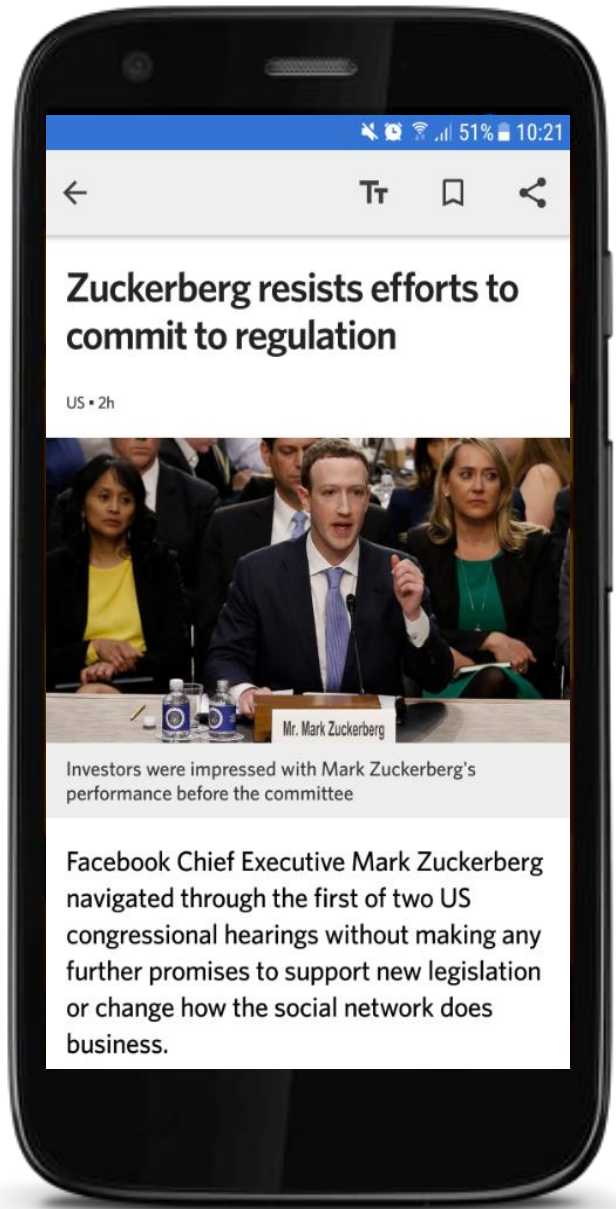 51% 10:21
Tт
Zuckerberg resists efforts to
commit to regulation
US • 2h
Mr. Mark Zuckerberg
Investors were impressed with Mark Zuckerberg's
performance before the committee
Facebook Chief Executive Mark Zuckerberg
navigated through the first of two US
congressional hearings without making any
further promises to support new legislation
or change how the social network does
business.